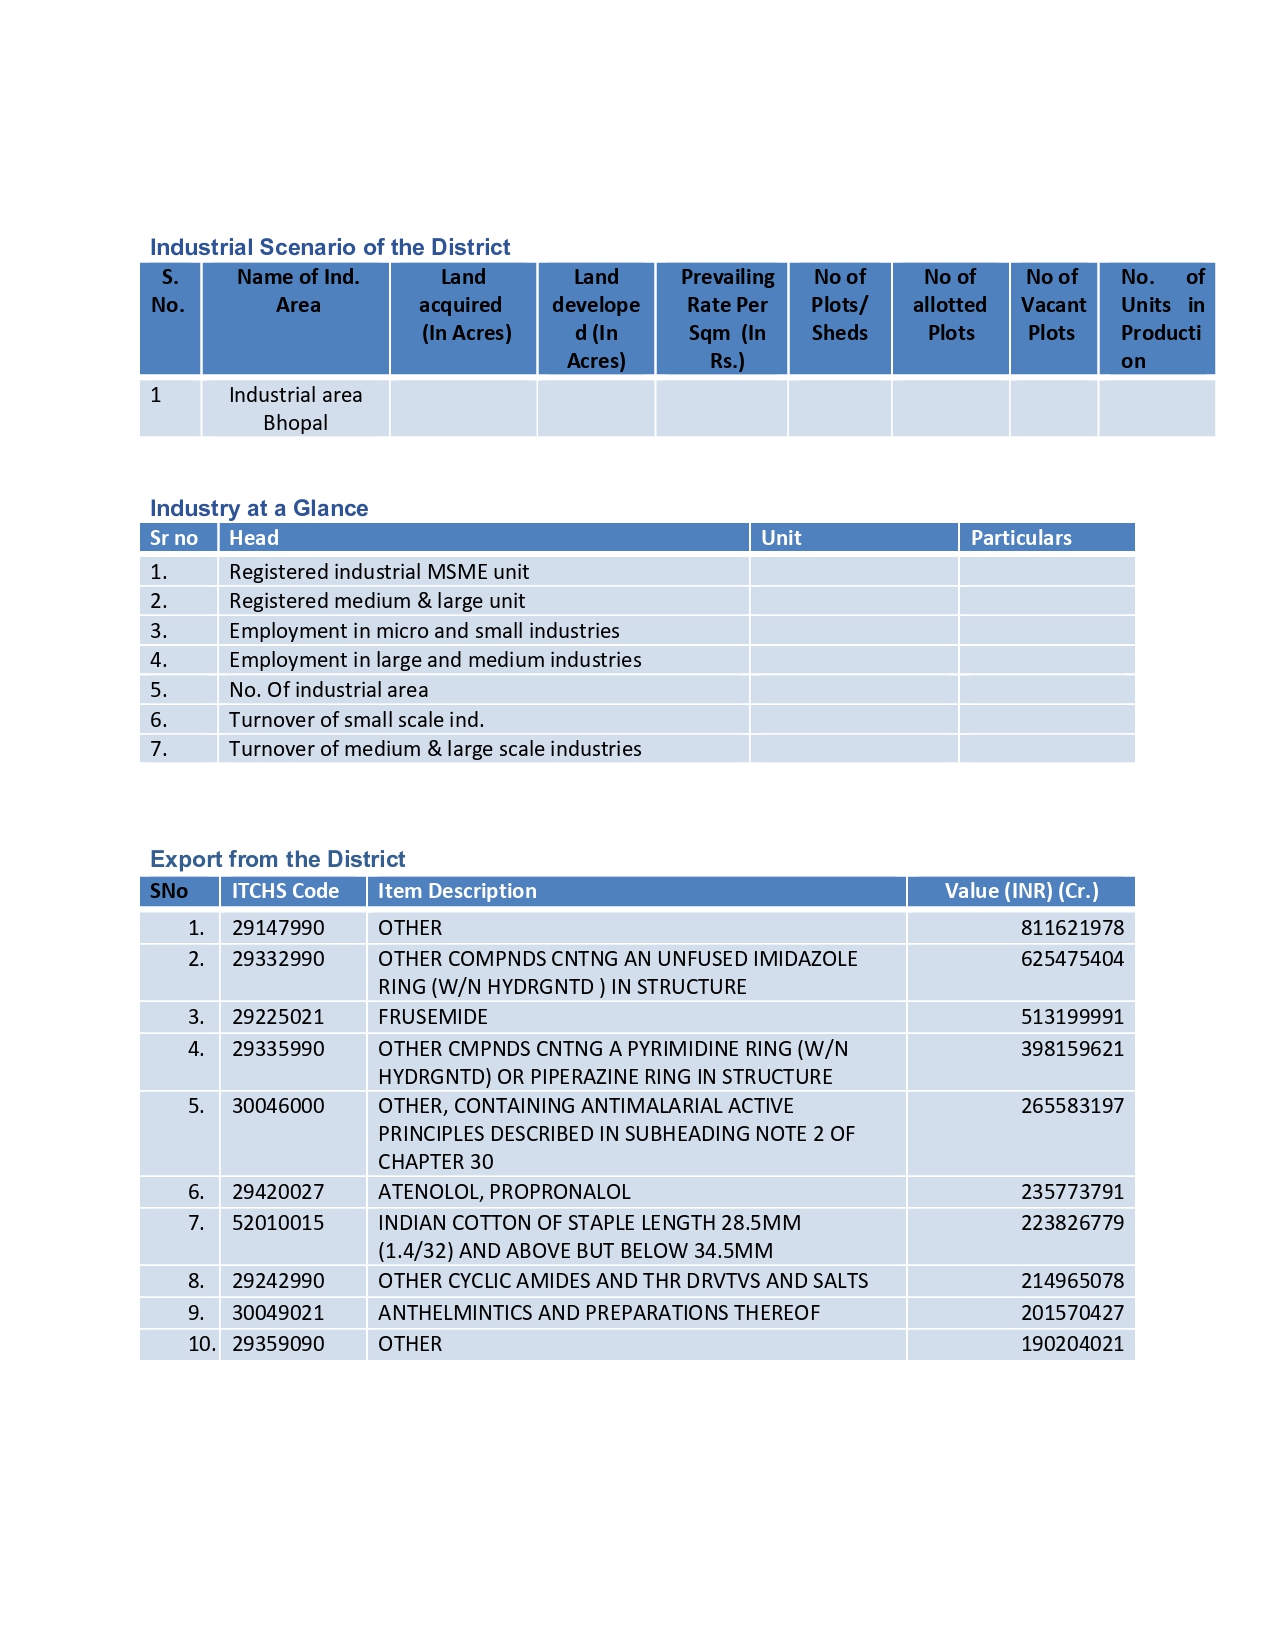 Industrial Scenario of the District
S. No. Name of Ind. Area Land acquired (In Acres) Land develope d (In Acres) Prevailing Rate Per Sqm (In Rs.) No of Plots/ Sheds No of allotted Plots No of Vacant Plots No. of Units in Producti on
1 Industrial area
Bhopal
Industry at a Glance
Sr no Head Unit Particulars
1. Registered industrial MSME unit
2. Registered medium & large unit
3. Employment in micro and small industries
4. Employment in large and medium industries
5. No. Of industrial area
6. Turnover of small scale ind.
7. Turnover of medium & large scale industries
Export from the District
SNo ITCHS Code Item Description Value (INR) (Cr.)
1. 29147990 OTHER 811621978
2. 29332990 OTHER COMPNDS CNTNG AN UNFUSED IMIDAZOLE 625475404
RING (W/N HYDRGNTD ) IN STRUCTURE
3. 29225021 FRUSEMIDE 513199991
4. 29335990 OTHER CMPNDS CNTNG A PYRIMIDINE RING (W/N 398159621
HYDRGNTD) OR PIPERAZINE RING IN STRUCTURE
5. 30046000 OTHER, CONTAINING ANTIMALARIAL ACTIVE 265583197
PRINCIPLES DESCRIBED IN SUBHEADING NOTE 2 OF
CHAPTER 30
6. 29420027 ATENOLOL, PROPRONALOL 235773791
7. 52010015 INDIAN COTTON OF STAPLE LENGTH 28.5MM 223826779
(1.4/32) AND ABOVE BUT BELOW 34.5MM
8. 29242990 OTHER CYCLIC AMIDES AND THR DRVTVS AND SALTS 214965078
9. 30049021 ANTHELMINTICS AND PREPARATIONS THEREOF 201570427
10. 29359090 OTHER 190204021